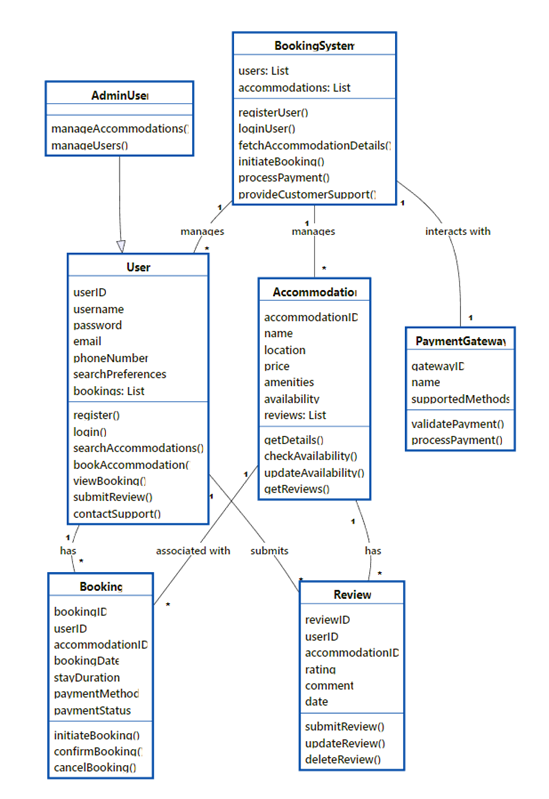 BookingSystem
users: List
accommodations: List
registerUser()
loginUser()
fetchAccommodationDetails()
initiateBooking()
processPayment()
provideCustomerSupport()
AdminUser
manageAccommodations()
manageUsers()
1
manages
*
1
manages
*
1
interacts with
1
User
userID
username
password
email
phoneNumber
searchPreferences
bookings: List
register()
login()
searchAccommodations()
bookAccommodation(
viewBooking()
submitReview()
contactSupport()
Accommodation
accommodationID
name
location
price
amenities
availability
reviews: List
getDetails()
checkAvailability()
updateAvailability()
getReviews()
PaymentGateway
gatewayID
name
supportedMethods
validatePayment()
processPayment()
1
has
*
1
associated with
*
1
submits
*
1
has
*
Booking
bookingID
userID
accommodationID
bookingDate
stayDuration
paymentMethod
paymentStatus
initiateBooking()
confirmBooking()
cancelBooking()
Review
reviewID
userID
accommodationID
rating
comment
date
submitReview()
updateReview()
deleteReview()